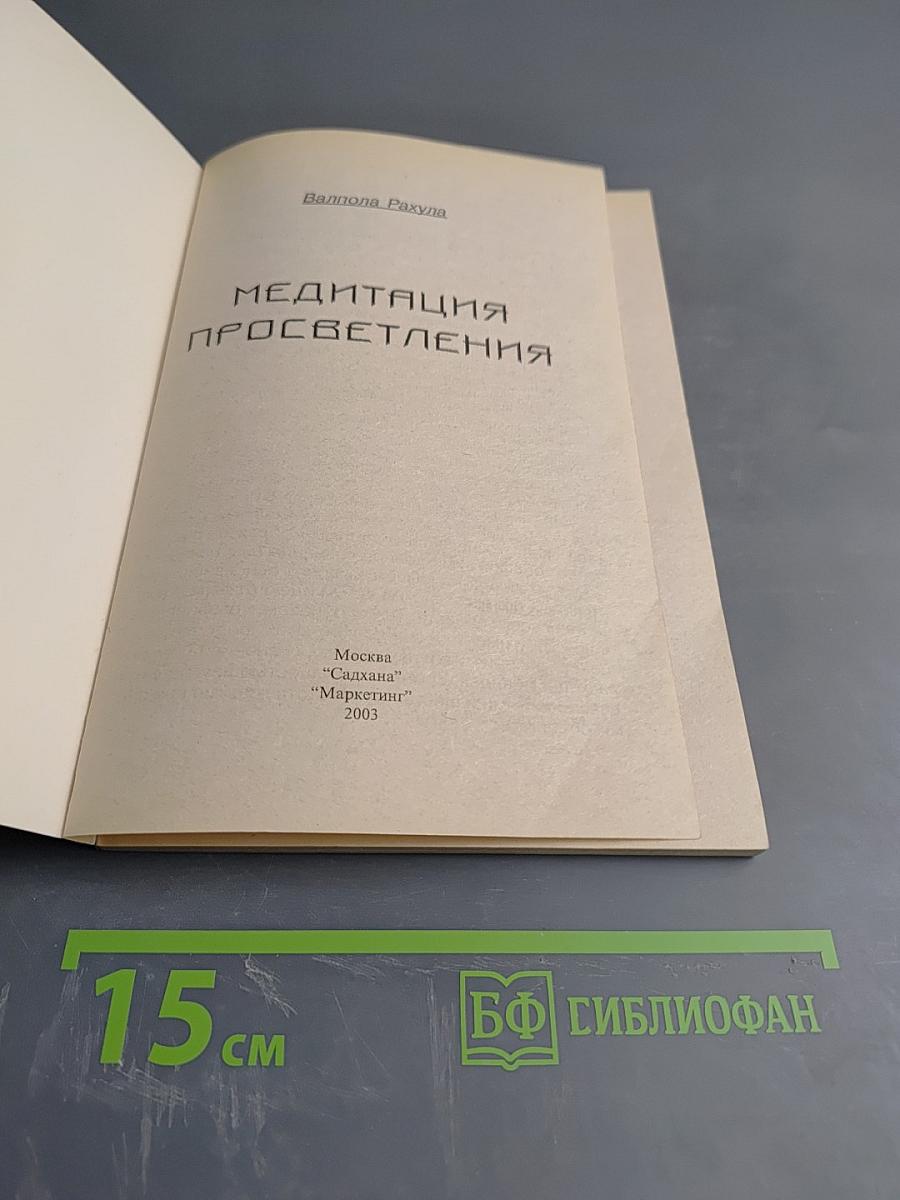 Валпола Рахула
МЕДИТАЦИЯ
ПРОСВЕТЛЕНИЯ
Москва
“Садхана”
“Маркетинг”
2003
15 см
БФ БИБЛИОФАН